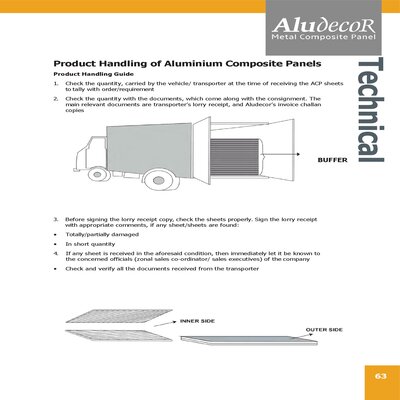 AludecoR
Metal Composite Panel
Technical
Product Handling of Aluminium Composite Panels
Product Handling Guide
1. Check the quantity, carried by the vehicle/ transporter at the time of receiving the ACP sheets
to tally with order/requirement
2. Check the quantity with the documents, which come along with the consignment. The
main relevant documents are transporter's lorry receipt, and Aludecor's invoice challan
copies
BUFFER
3. Before signing the lorry receipt copy, check the sheets properly. Sign the lorry receipt
with appropriate comments, if any sheet/sheets are found:
• Totally/partially damaged
• In short quantity
4. If any sheet is received in the aforesaid condition, then immediately let it be known to
the concerned officials (zonal sales co-ordinator/ sales executives) of the company
• Check and verify all the documents received from the transporter
INNER SIDE
OUTER SIDE
63